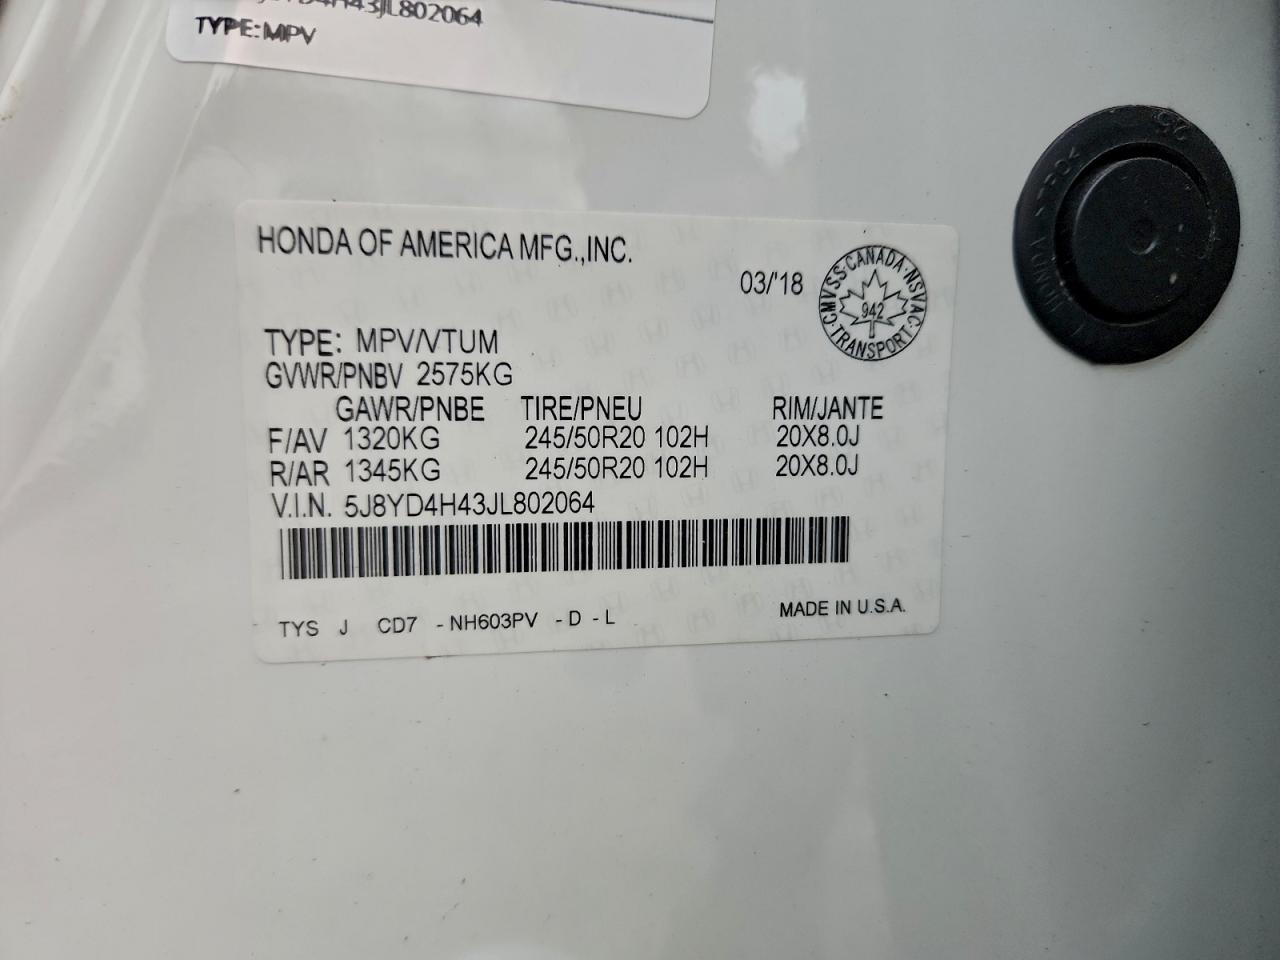 D4H43JL802064
TYPE:MPV
HONDA OF AMERICA MFG.,INC.
03/'18
CMVSS·CANADA·NSVAC·TRANSPORT·
942
TYPE: MPV/VTUM
GVWR/PNBV 2575KG
GAWR/PNBE TIRE/PNEU RIM/JANTE
F/AV 1320KG 245/50R20 102H 20X8.0J
R/AR 1345KG 245/50R20 102H 20X8.0J
V.I.N. 5J8YD4H43JL802064
TYS J CD7 -NH603PV -D -L MADE IN U.S.A.